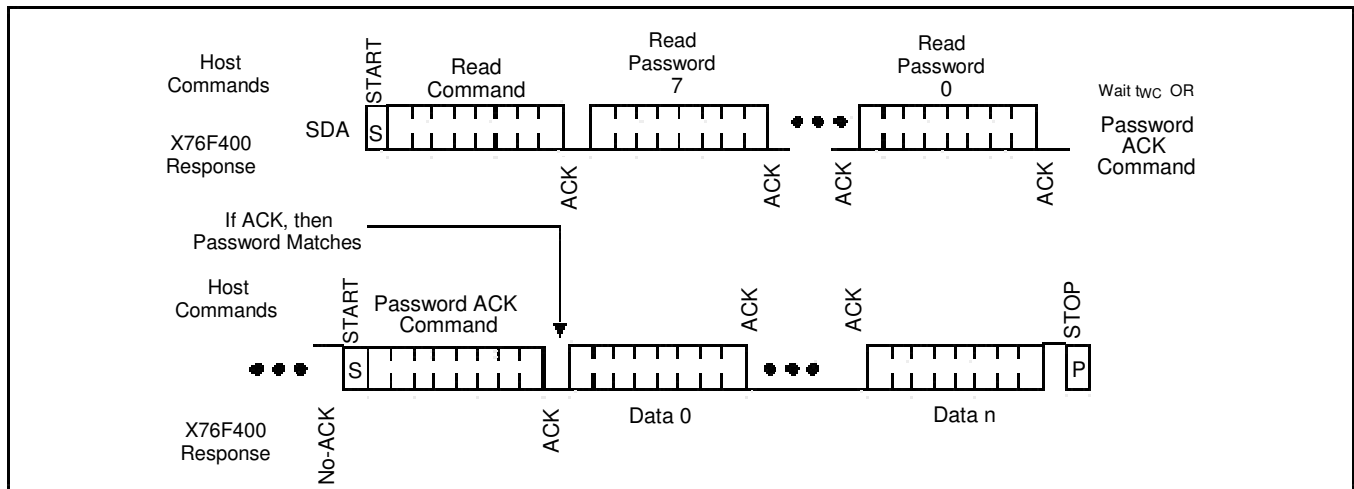 Host
Commands
START
Read
Command
Read
Password
7
Read
Password
0
Wait tWC OR
Password
ACK
Command
SDA
S
X76F400
Response
ACK
ACK
ACK
ACK
If ACK, then
Password Matches
Host
Commands
START
Password ACK
Command
ACK
ACK
STOP
S
P
X76F400
Response
No-ACK
ACK
Data 0
Data n